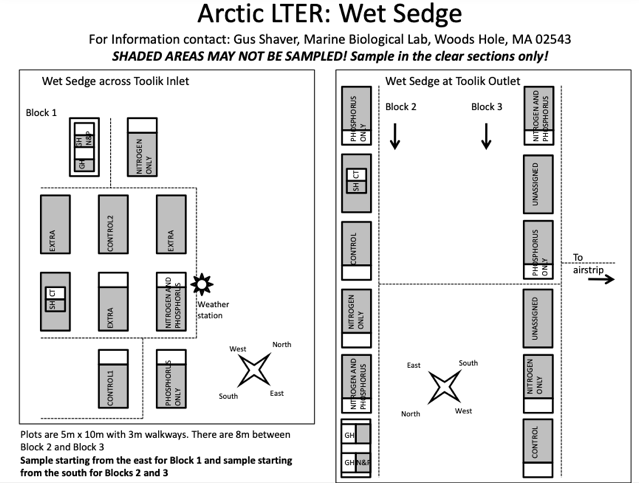 Arctic LTER: Wet Sedge
For Information contact: Gus Shaver, Marine Biological Lab, Woods Hole, MA 02543
SHADED AREAS MAY NOT BE SAMPLED! Sample in the clear sections only!
Wet Sedge across Toolik Inlet
Block 1
GH
N&P
GH
NITROGEN
ONLY
EXTRA
CONTROL2
EXTRA
SH
CT
EXTRA
NITROGEN AND
PHOSPHORUS
Weather
station
CONTROL1
PHOSPHORUS
ONLY
West
North
South
East
Plots are 5m x 10m with 3m walkways. There are 8m between
Block 2 and Block 3
Sample starting from the east for Block 1 and sample starting
from the south for Blocks 2 and 3
Wet Sedge at Toolik Outlet
Block 2
Block 3
PHOSPHORUS
ONLY
NITROGEN AND
PHOSPHORUS
SH
CT
UNASSIGNED
CONTROL
PHOSPHORUS
ONLY
To
airstrip
NITROGEN
ONLY
UNASSIGNED
NITROGEN AND
PHOSPHORUS
East
South
North
West
NITROGEN
ONLY
GH
GH
N&P
CONTROL